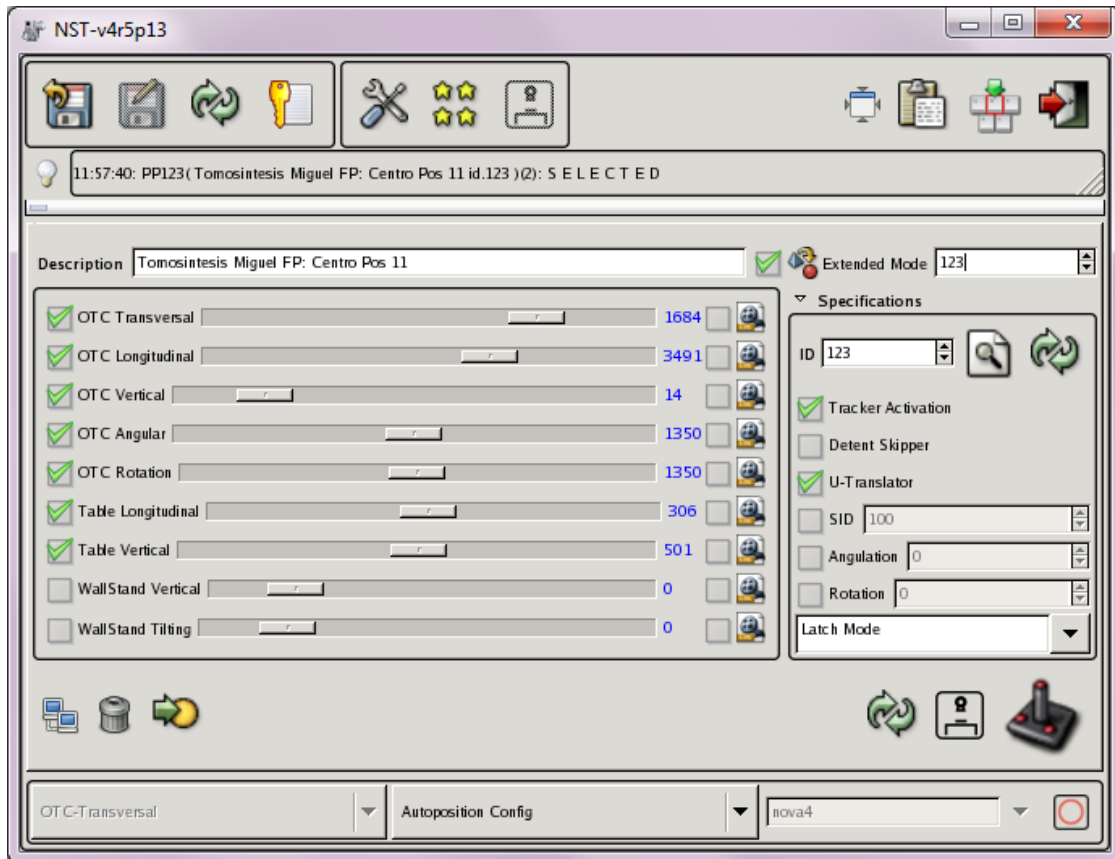 NST-v4r5p13
11:57:40: PP123( Tomosintesis Miguel FP: Centro Pos 11 id.123 )(2): S E L E C T E D
Description Tomosintesis Miguel FP: Centro Pos 11 Extended Mode 123
OTC Transversal 1684
OTC Longitudinal 3491
OTC Vertical 14
OTC Angular 1350
OTC Rotation 1350
Table Longitudinal 306
Table Vertical 501
WallStand Vertical 0
WallStand Tilting 0
Specifications
ID 123
Tracker Activation
Detent Skipper
U-Translator
SID 100
Angulation 0
Rotation 0
Latch Mode
OTC-Transversal Autoposition Config nova4